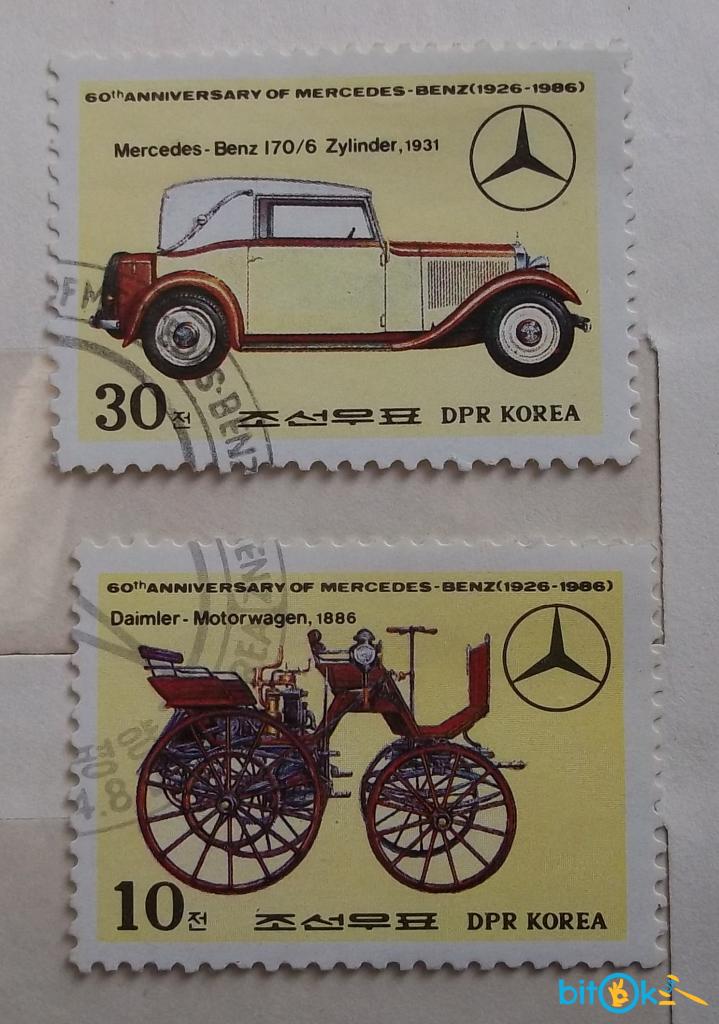 60thANNIVERSARY OF MERCEDES-BENZ(1926-1986)
Mercedes-Benz 170/6 Zylinder,1931
30전 조선우표 DPR KOREA
60thANNIVERSARY OF MERCEDES-BENZ(1926-1986)
Daimler-Motorwagen,1886
10전 조선우표 DPR KOREA
bitok